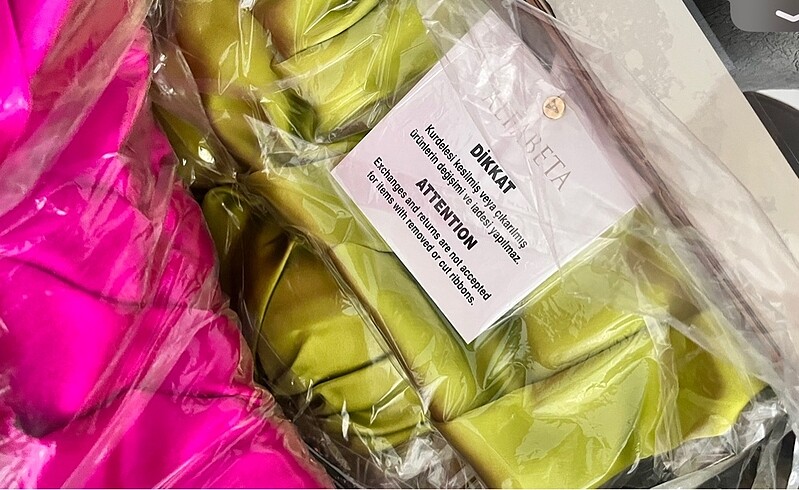 DİKKAT
Kurdelesi kesilmiş veya çıkarılmış
ürünlerin değişimi ve iadesi yapılmaz.
ATTENTION
Exchanges and returns are not accepted
for items with removed or cut ribbons.